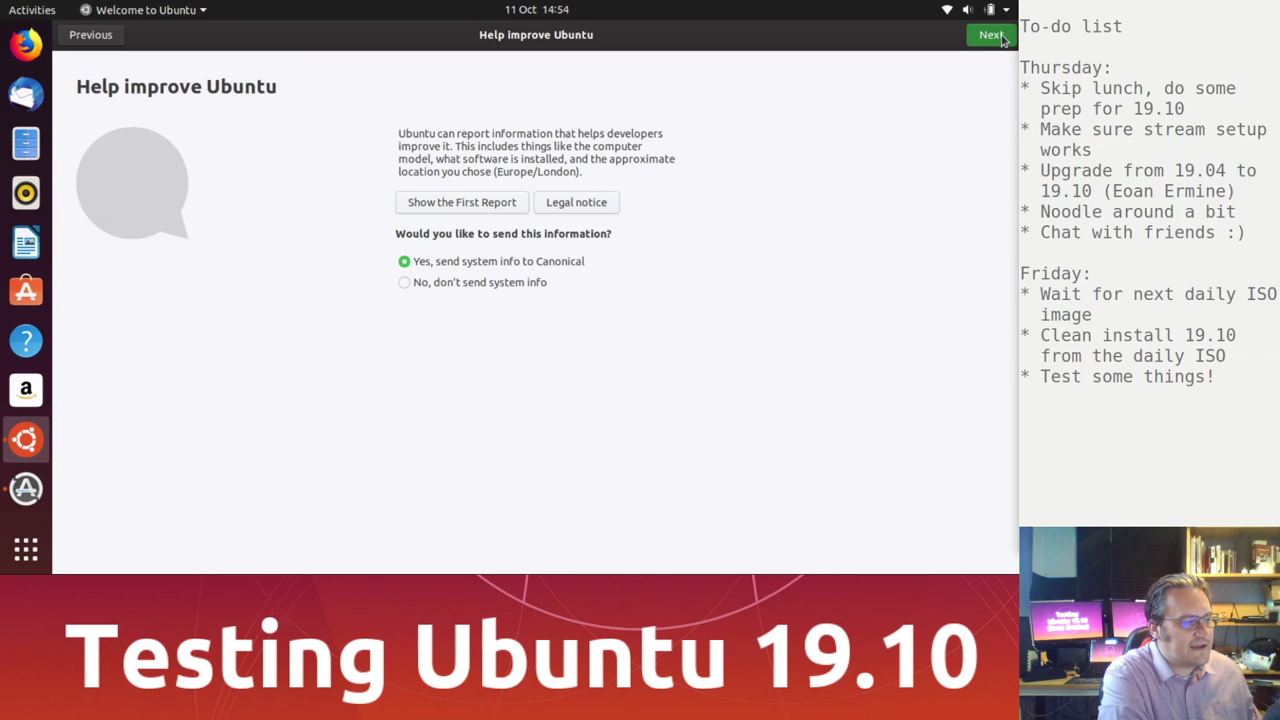 Activities
Welcome to Ubuntu
11 Oct 14:54
Previous
Help Improve Ubuntu
Next
Help improve Ubuntu
Ubuntu can report information that helps developers
improve it. This includes things like the computer
model, what software is installed, and the approximate
location you chose (Europe/London).
Show the First Report
Legal notice
Would you like to send this information?
Yes, send system info to Canonical
No, don't send system info
To-do list
Thursday:
* Skip lunch, do some
prep for 19.10
* Make sure stream setup
works
* Upgrade from 19.04 to
19.10 (Eoan Ermine)
* Noodle around a bit
* Chat with friends :)
Friday:
* Wait for next daily ISO
image
* Clean install 19.10
from the daily ISO
* Test some things!
Testing Ubuntu 19.10